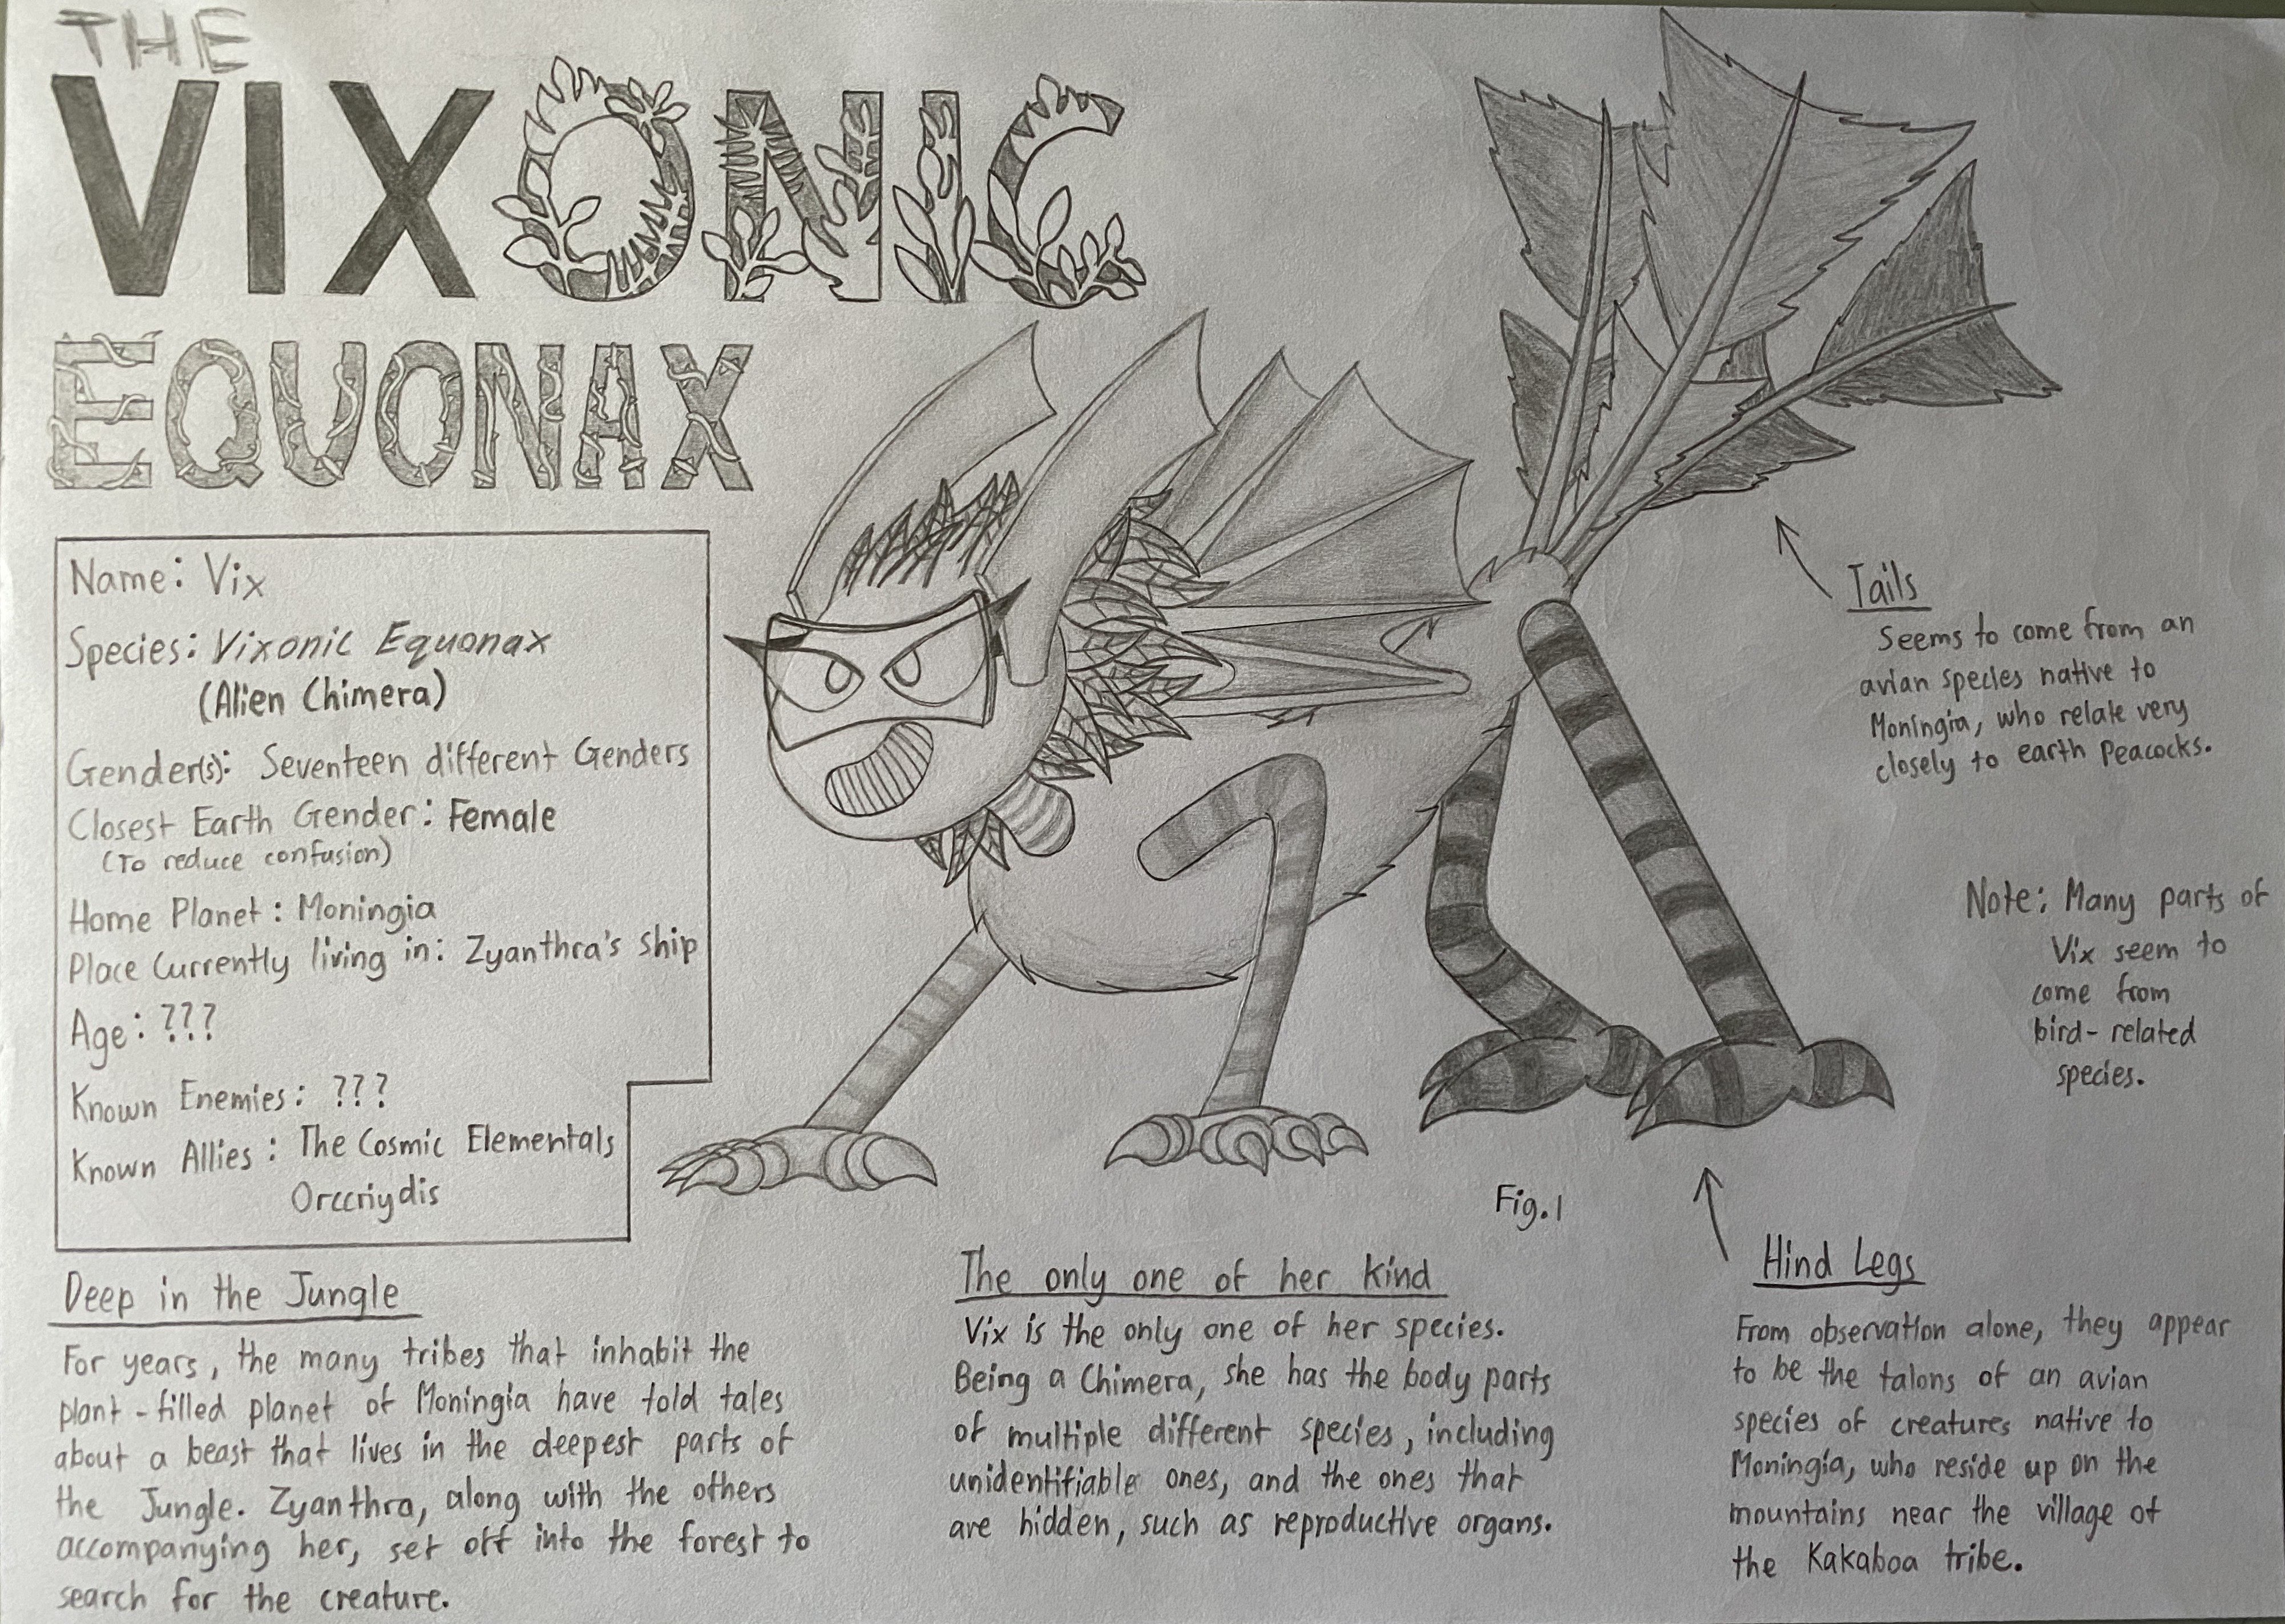 THE
VIXONIC
EQUONAX
Name: Vix
Species: Vixonic Equonax
(Alien Chimera)
Gender(s): Seventeen different Genders
Closest Earth Gender: Female
(To reduce confusion)
Home Planet: Moningia
Place Currently living in: Zyanthra's Ship
Age: ???
Known Enemies: ???
Known Allies: The Cosmic Elementals
Orccriydis
Deep in the Jungle
For years, the many tribes that inhabit the
plant-filled planet of Moningia have told tales
about a beast that lives in the deepest parts of
the Jungle. Zyanthra, along with the others
accompanying her, set off into the forest to
search for the creature.
The only one of her kind
Vix is the only one of her species.
Being a Chimera, she has the body parts
of multiple different species, including
unidentifiable ones, and the ones that
are hidden, such as reproductive organs.
Fig.1
Tails
Seems to come from an
avian species native to
Moningia, who relate very
closely to earth Peacocks.
Note: Many parts of
Vix seem to
come from
bird-related
species.
Hind Legs
From observation alone, they appear
to be the talons of an avian
species of creatures native to
Moningia, who reside up on the
mountains near the village of
the Kakaboa tribe.